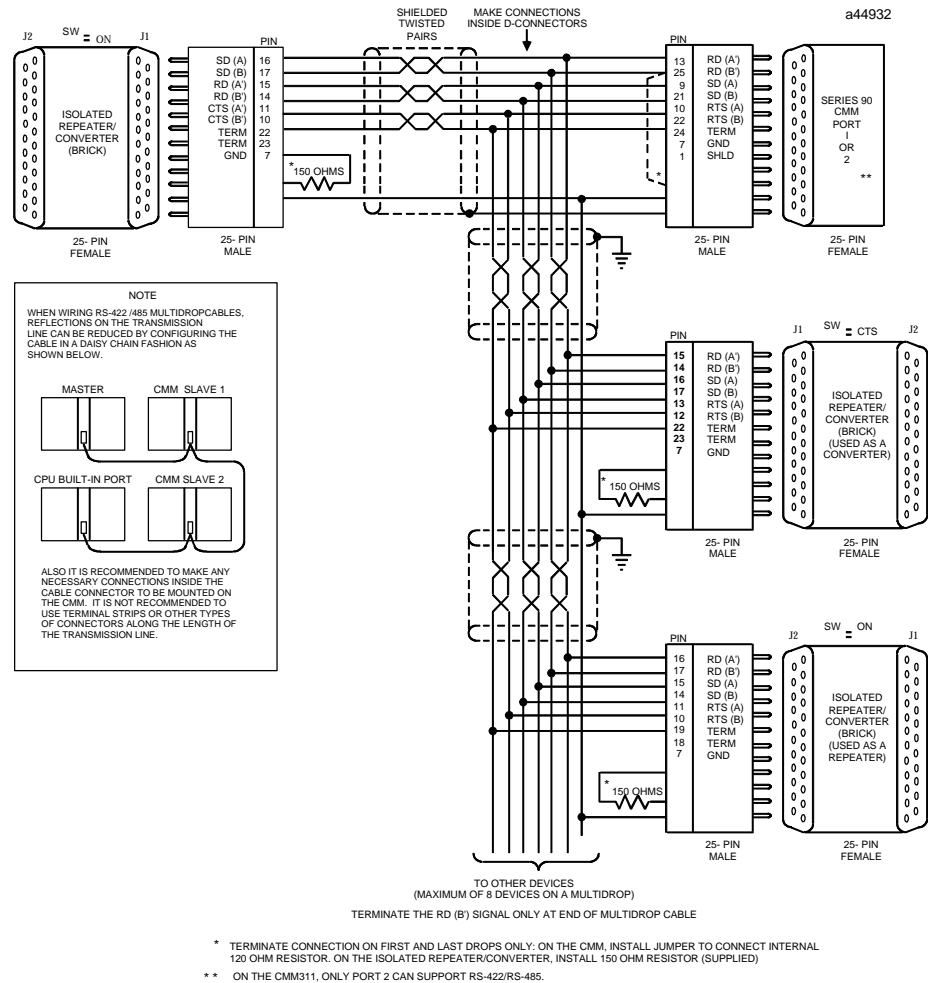 SHIELDED
TWISTED
PAIRS
MAKE CONNECTIONS
INSIDE D-CONNECTORS
a44932
J2
SW
ON
J1
PIN
SD (A) 16
SD (B) 17
RD (A') 15
RD (B') 14
CTS (A') 11
CTS (B') 10
TERM 22
TERM 23
GND 7
*
150 OHMS
ISOLATED
REPEATER/
CONVERTER
(BRICK)
25- PIN
FEMALE
25- PIN
MALE
PIN
13 RD (A')
25 RD (B')
9 SD (A)
21 SD (B)
10 RTS (A)
22 RTS (B)
24 TERM
7 GND
1 SHLD
*
SERIES 90
CMM
PORT
I
OR
2
**
25- PIN
MALE
25- PIN
FEMALE
NOTE
WHEN WIRING RS-422 /485 MULTIDROPCABLES,
REFLECTIONS ON THE TRANSMISSION
LINE CAN BE REDUCED BY CONFIGURING THE
CABLE IN A DAISY CHAIN FASHION AS
SHOWN BELOW.
MASTER
CMM SLAVE 1
CPU BUILT-IN PORT
CMM SLAVE 2
ALSO IT IS RECOMMENDED TO MAKE ANY
NECESSARY CONNECTIONS INSIDE THE
CABLE CONNECTOR TO BE MOUNTED ON
THE CMM. IT IS NOT RECOMMENDED TO
USE TERMINAL STRIPS OR OTHER TYPES
OF CONNECTORS ALONG THE LENGTH OF
THE TRANSMISSION LINE.
PIN
15 RD (A')
14 RD (B')
16 SD (A)
17 SD (B)
13 RTS (A)
12 RTS (B)
22 TERM
23 TERM
7 GND
*
150 OHMS
J1
SW
CTS
J2
ISOLATED
REPEATER/
CONVERTER
(BRICK)
(USED AS A
CONVERTER)
25- PIN
MALE
25- PIN
FEMALE
PIN
16 RD (A')
17 RD (B')
15 SD (A)
14 SD (B)
11 RTS (A)
10 RTS (B)
19 TERM
18 TERM
7 GND
*
150 OHMS
J2
SW
ON
J1
ISOLATED
REPEATER/
CONVERTER
(BRICK)
(USED AS A
REPEATER)
25- PIN
MALE
25- PIN
FEMALE
TO OTHER DEVICES
(MAXIMUM OF 8 DEVICES ON A MULTIDROP)
TERMINATE THE RD (B') SIGNAL ONLY AT END OF MULTIDROP CABLE
* TERMINATE CONNECTION ON FIRST AND LAST DROPS ONLY: ON THE CMM, INSTALL JUMPER TO CONNECT INTERNAL
120 OHM RESISTOR. ON THE ISOLATED REPEATER/CONVERTER, INSTALL 150 OHM RESISTOR (SUPPLIED)
* * ON THE CMM311, ONLY PORT 2 CAN SUPPORT RS-422/RS-485.